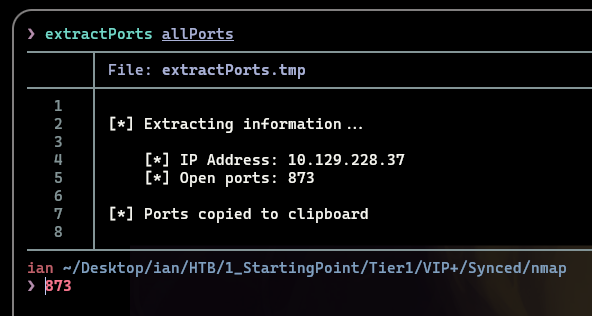 ❯ extractPorts allPorts
File: extractPorts.tmp
1
2 [*] Extracting information...
3
4 [*] IP Address: 10.129.228.37
5 [*] Open ports: 873
6
7 [*] Ports copied to clipboard
8
ian ~/Desktop/ian/HTB/1_StartingPoint/Tier1/VIP+/Synced/nmap
❯ 873